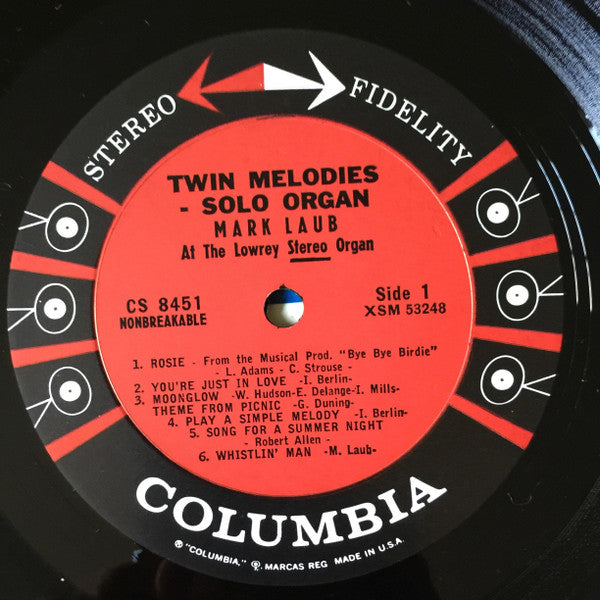 STEREO FIDELITY
TWIN MELODIES
- SOLO ORGAN
MARK LAUB
At The Lowrey Stereo Organ
CS 8451
NONBREAKABLE
Side 1
XSM 53248
1. ROSIE - From the Musical Prod. "Bye Bye Birdie"
- L. Adams - C. Strouse -
2. YOU'RE JUST IN LOVE -I. Berlin-
3. MOONGLOW -W. Hudson-E. Delange-I. Mills-
THEME FROM PICNIC -G. Duning-
4. PLAY A SIMPLE MELODY -I. Berlin-
5. SONG FOR A SUMMER NIGHT
- Robert Allen -
6. WHISTLIN' MAN -M. Laub-
COLUMBIA
® "COLUMBIA," ⓟ. MARCAS REG MADE IN U.S.A.